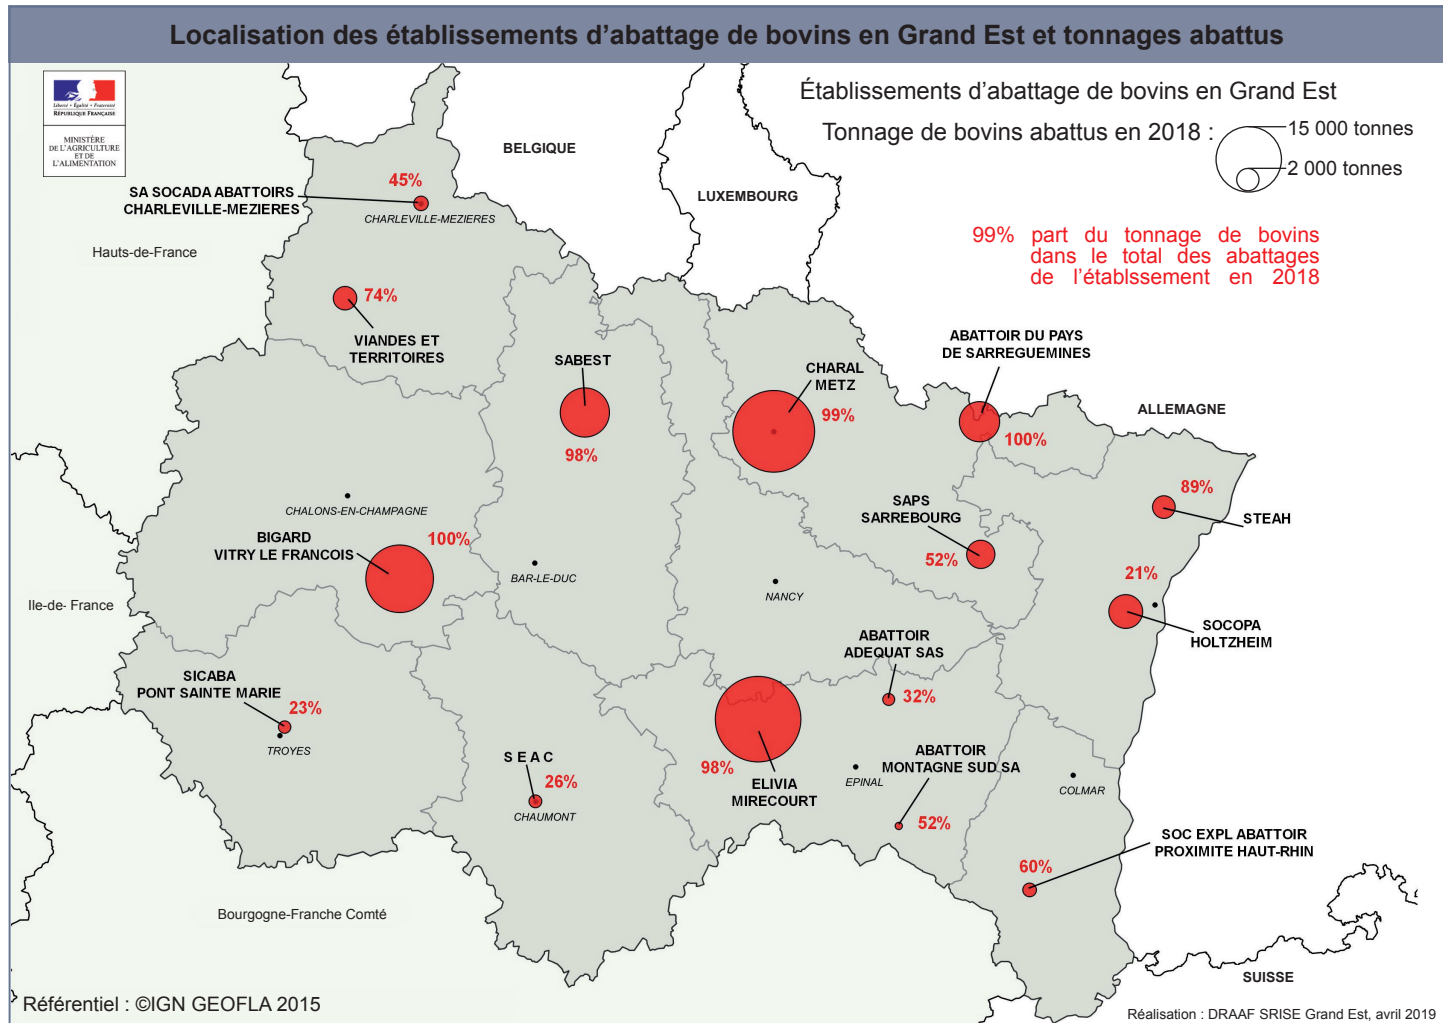 Localisation des établissements d'abattage de bovins en Grand Est et tonnages abattus
Liberté • Égalité • Fraternité
RÉPUBLIQUE FRANÇAISE
MINISTÈRE
DE L'AGRICULTURE
ET DE
L'ALIMENTATION
Établissements d'abattage de bovins en Grand Est
Tonnage de bovins abattus en 2018 :
15 000 tonnes
2 000 tonnes
99% part du tonnage de bovins
dans le total des abattages
de l'établssement en 2018
BELGIQUE
LUXEMBOURG
ALLEMAGNE
SUISSE
Hauts-de-France
Ile-de- France
Bourgogne-Franche Comté
SA SOCADA ABATTOIRS
CHARLEVILLE-MEZIERES
45%
CHARLEVILLE-MEZIERES
74%
VIANDES ET
TERRITOIRES
SABEST
98%
CHARAL
METZ
99%
ABATTOIR DU PAYS
DE SARREGUEMINES
100%
89%
STEAH
SAPS
SARREBOURG
52%
21%
SOCOPA
HOLTZHEIM
CHALONS-EN-CHAMPAGNE
BIGARD
VITRY LE FRANCOIS
100%
BAR-LE-DUC
NANCY
ABATTOIR
ADEQUAT SAS
32%
SICABA
PONT SAINTE MARIE
23%
TROYES
S E A C
26%
CHAUMONT
98%
ELIVIA
MIRECOURT
EPINAL
ABATTOIR
MONTAGNE SUD SA
52%
COLMAR
SOC EXPL ABATTOIR
PROXIMITE HAUT-RHIN
60%
Référentiel : ©IGN GEOFLA 2015
Réalisation : DRAAF SRISE Grand Est, avril 2019